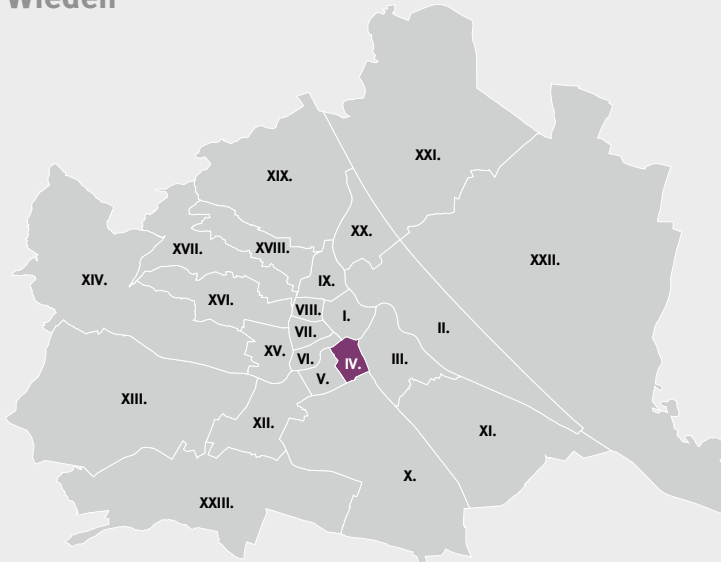 Wieden
XXI.
XIX.
XX.
XVII.
XVIII.
XXII.
XIV.
IX.
XVI.
VIII.
I.
II.
VII.
XV.
VI.
IV.
III.
V.
XIII.
XII.
XI.
X.
XXIII.